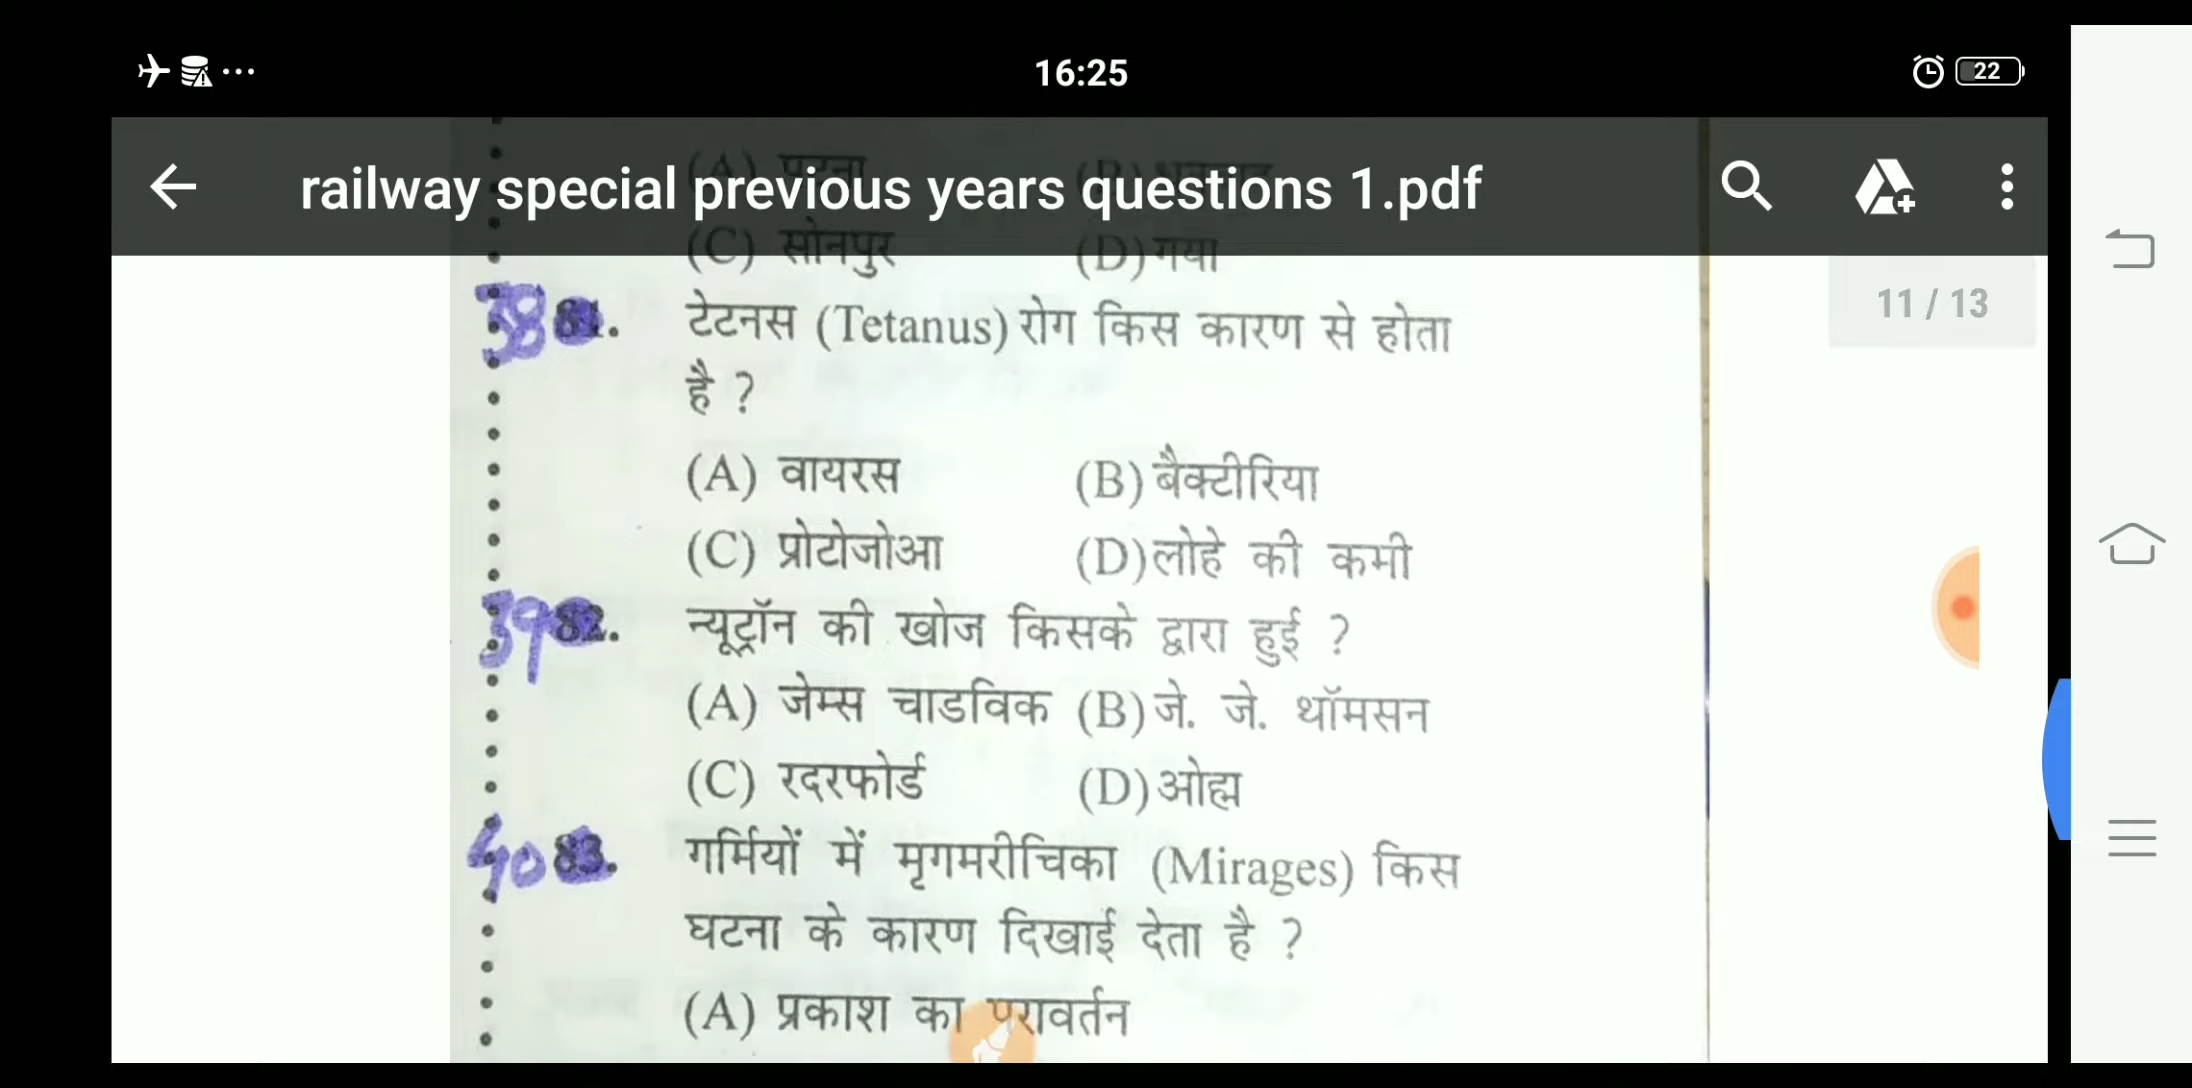 16:25
22
railway special previous years questions 1.pdf
(A) पटना
(C) सोनपुर (D) गया
11 / 13
38 81. टेटनस (Tetanus) रोग किस कारण से होता
है ?
(A) वायरस (B) बैक्टीरिया
(C) प्रोटोजोआ (D) लोहे की कमी
39 82. न्यूट्रॉन की खोज किसके द्वारा हुई ?
(A) जेम्स चाडविक (B) जे. जे. थॉमसन
(C) रदरफोर्ड (D) ओह्म
40 83. गर्मियों में मृगमरीचिका (Mirages) किस
घटना के कारण दिखाई देता है ?
(A) प्रकाश का परावर्तन